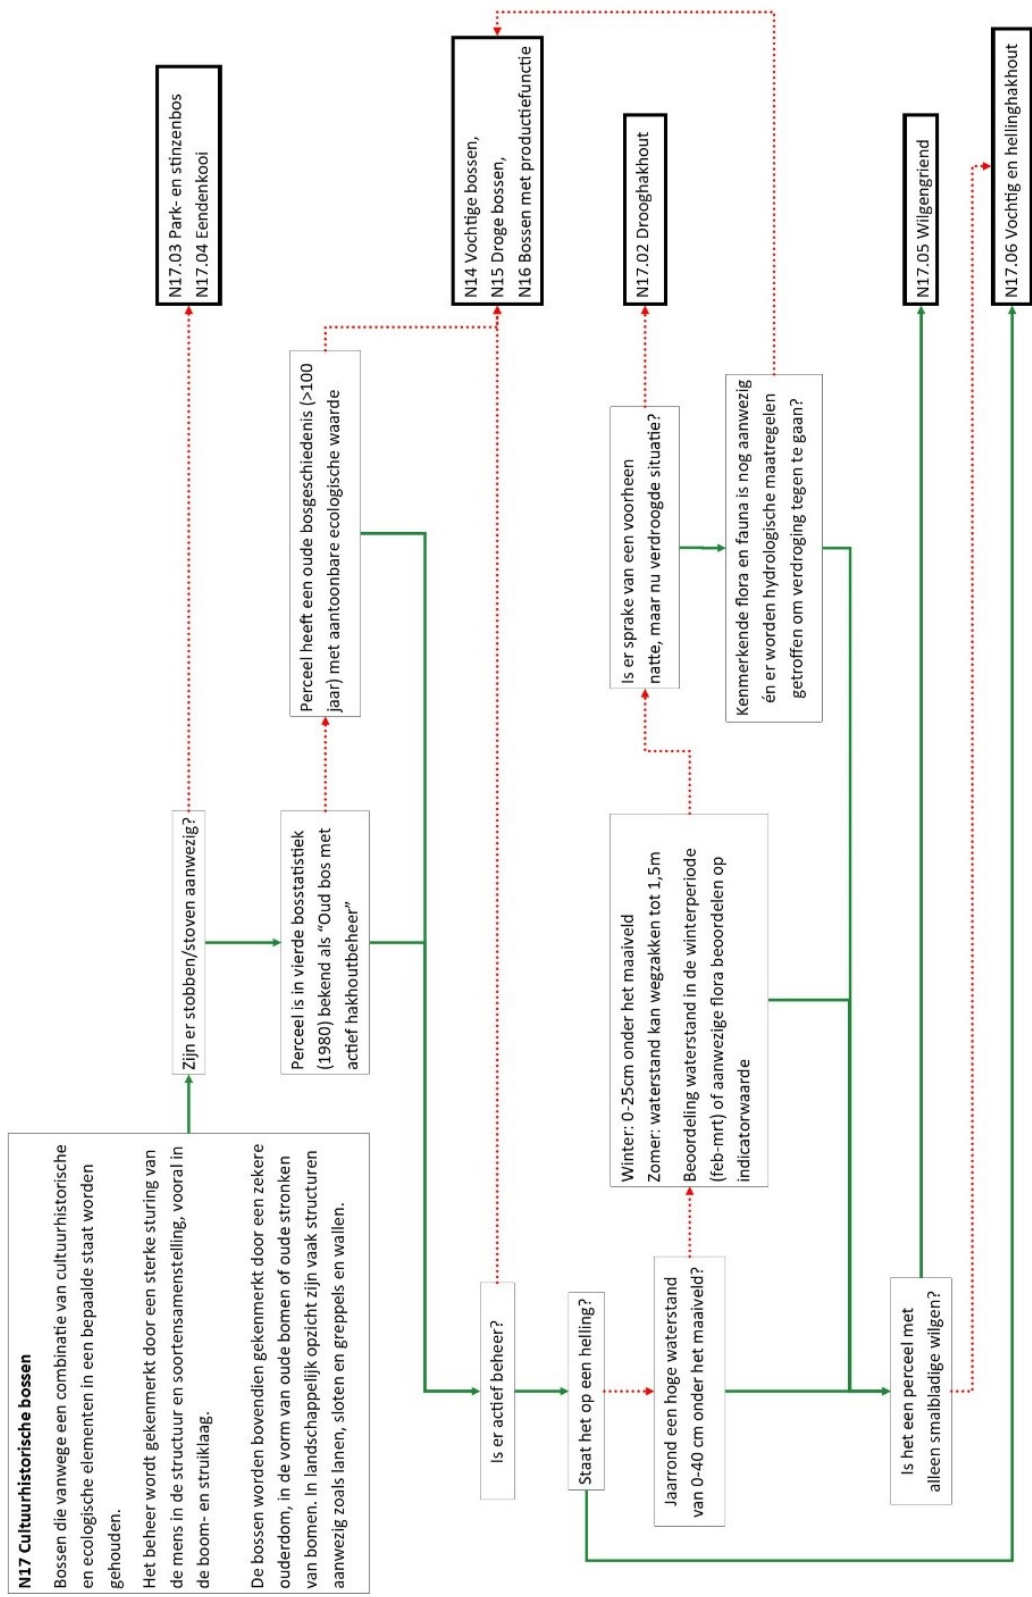 N17 Cultuurhistorische bossen
Bossen die vanwege een combinatie van cultuurhistorische
en ecologische elementen in een bepaalde staat worden
gehouden.
Het beheer wordt gekenmerkt door een sterke sturing van
de mens in de structuur en soortensamenstelling, vooral in
de boom- en struiklaag.
De bossen worden bovendien gekenmerkt door een zekere
ouderdom, in de vorm van oude bomen of oude stronken
van bomen. In landschappelijk opzicht zijn vaak structuren
aanwezig zoals lanen, sloten en greppels en wallen.
Zijn er stobben/stoven aanwezig?
N17.03 Park- en stinzenbos
N17.04 Eendenkooi
Perceel is in vierde bosstatistiek
(1980) bekend als “Oud bos met
actief hakhoutbeheer”
Perceel heeft een oude bosgeschiedenis (>100
jaar) met aantoonbare ecologische waarde
N14 Vochtige bossen,
N15 Droge bossen,
N16 Bossen met productiefunctie
Is er actief beheer?
Staat het op een helling?
Jaarrond een hoge waterstand
van 0-40 cm onder het maaiveld?
Winter: 0-25cm onder het maaiveld
Zomer: waterstand kan wegzakken tot 1,5m
Beoordeling waterstand in de winterperiode
(feb-mrt) of aanwezige flora beoordelen op
indicatorwaarde
Is er sprake van een voorheen
natte, maar nu verdroogde situatie?
N17.02 Drooghakhout
Kenmerkende flora en fauna is nog aanwezig
én er worden hydrologische maatregelen
getroffen om verdroging tegen te gaan?
Is het een perceel met
alleen smalbladige wilgen?
N17.05 Wilgengriend
N17.06 Vochtig en hellinghakhout